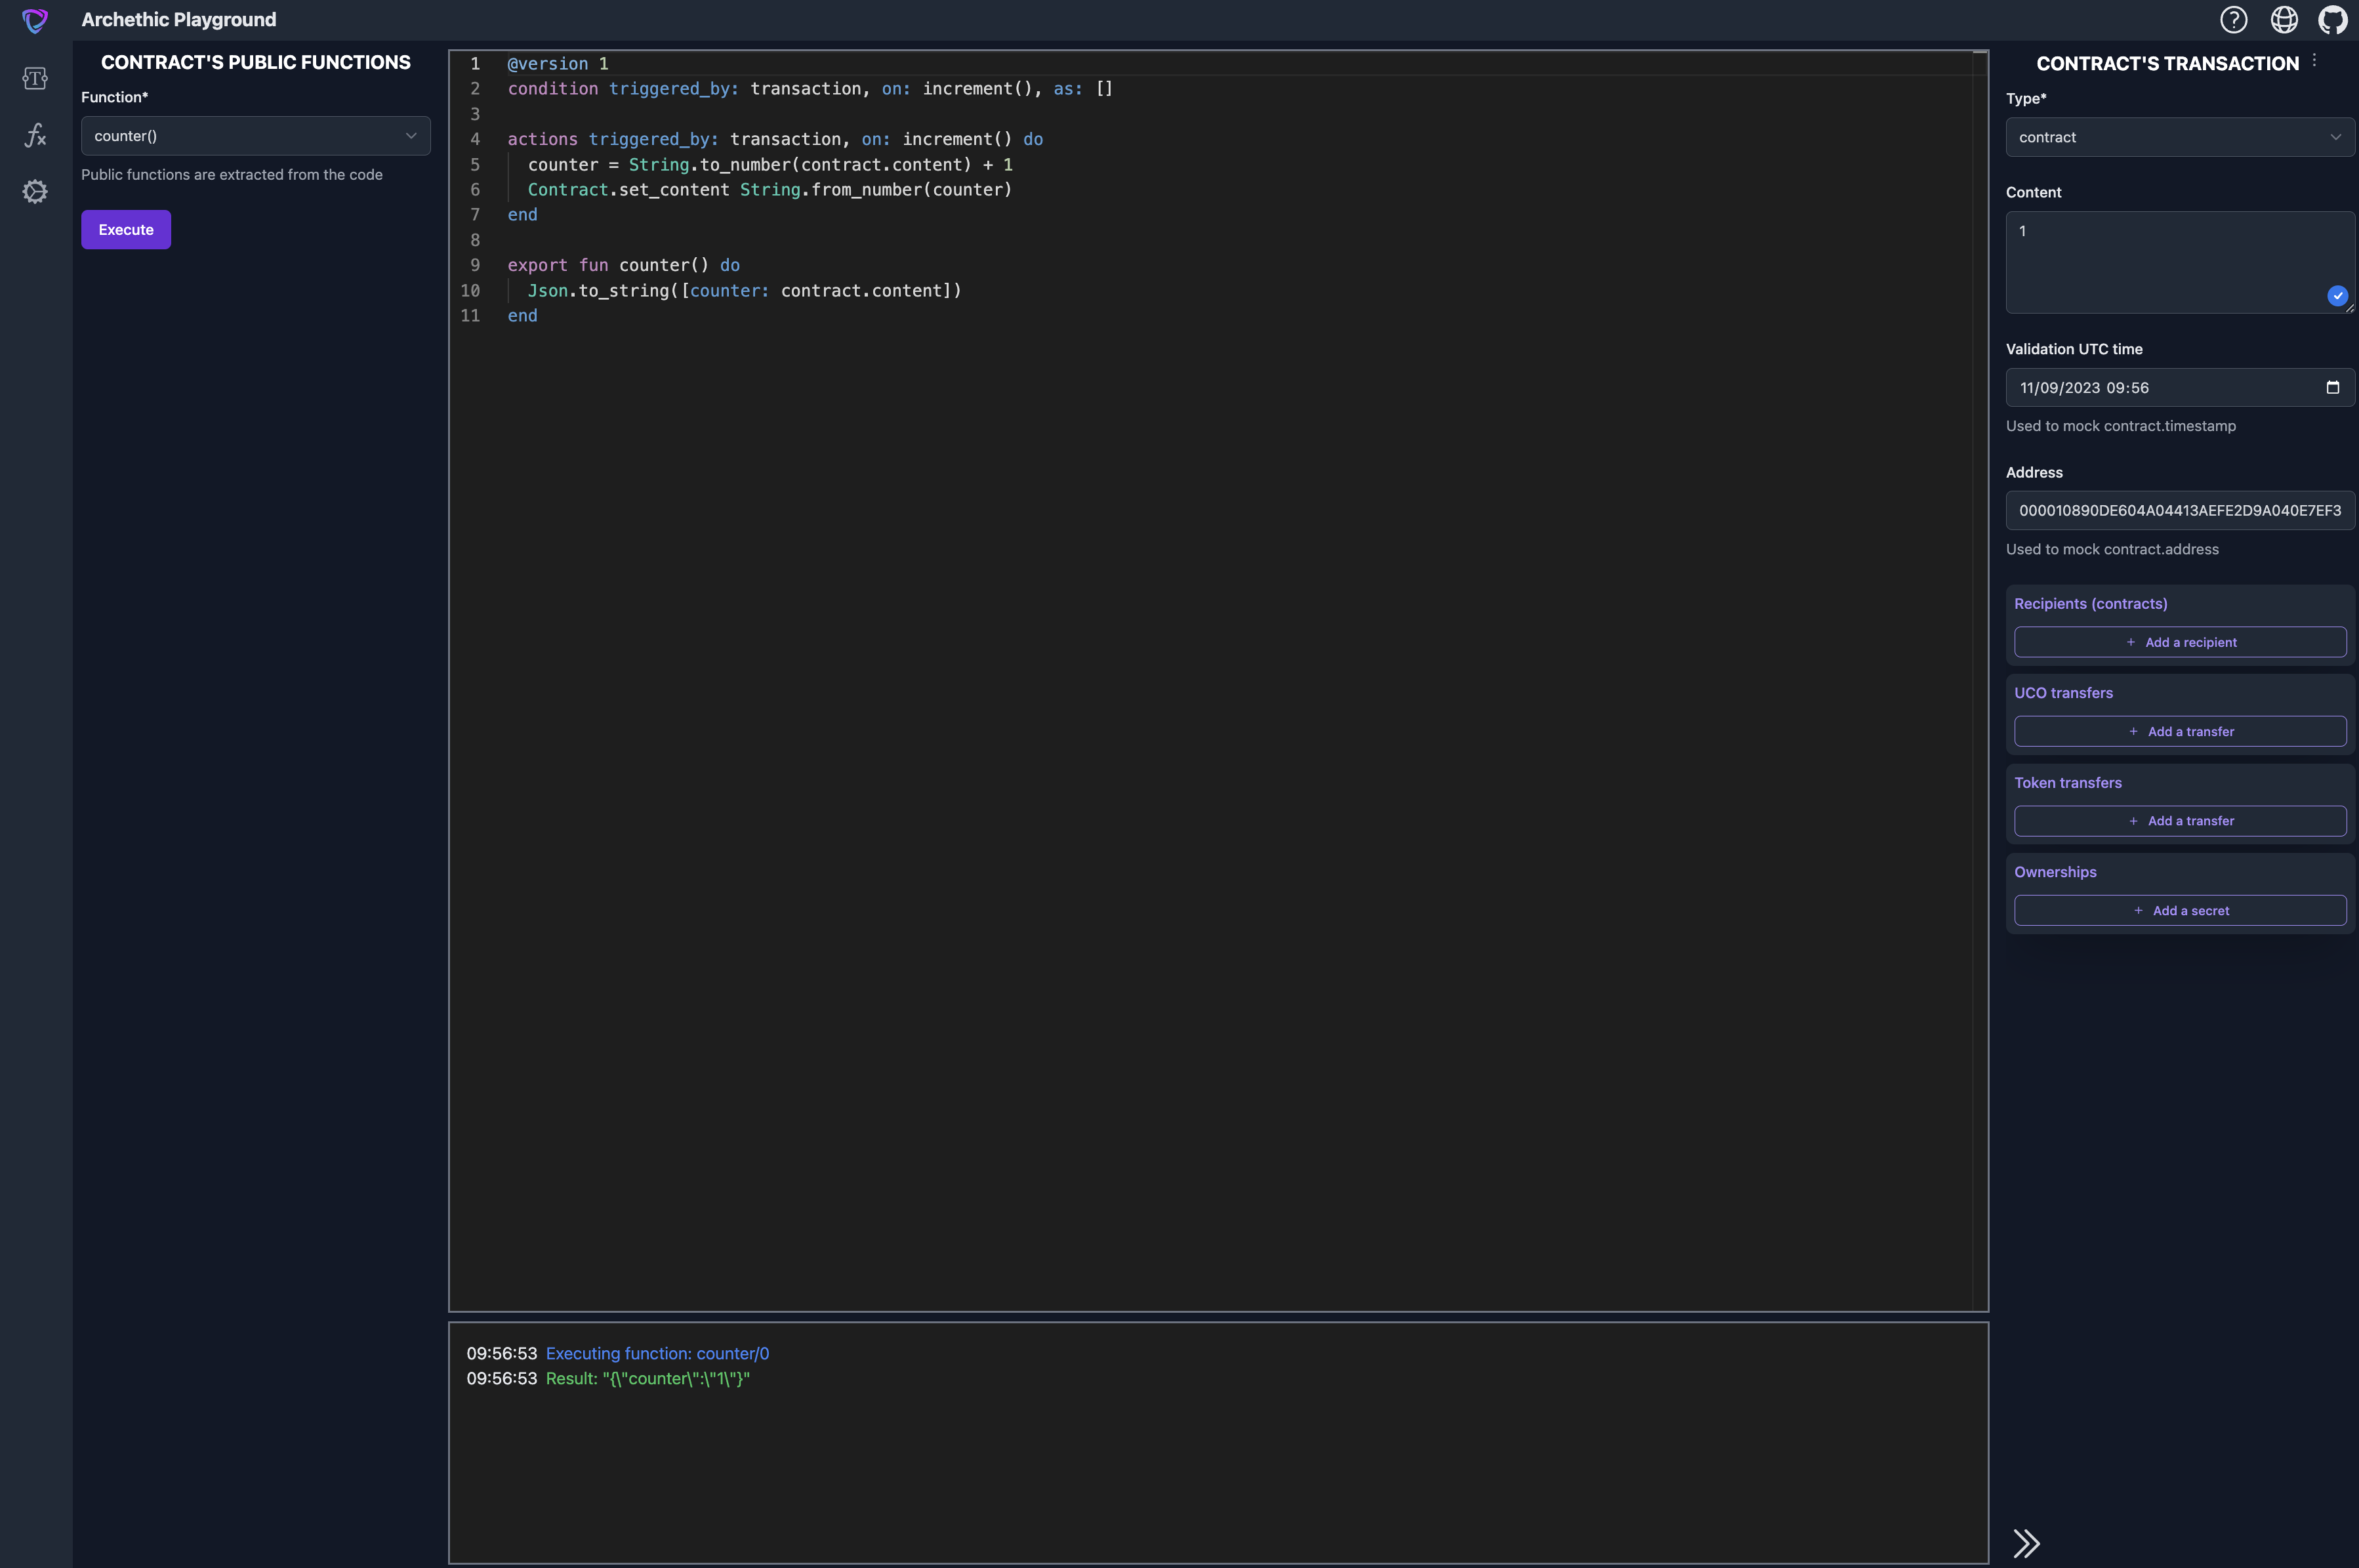 Archethic Playground
CONTRACT'S PUBLIC FUNCTIONS
Function*
counter()
Public functions are extracted from the code
Execute
1 @version 1
2 condition triggered_by: transaction, on: increment(), as: []
3
4 actions triggered_by: transaction, on: increment() do
5 counter = String.to_number(contract.content) + 1
6 Contract.set_content String.from_number(counter)
7 end
8
9 export fun counter() do
10 Json.to_string([counter: contract.content])
11 end
09:56:53 Executing function: counter/0
09:56:53 Result: "{\"counter\":\"1\"}"
CONTRACT'S TRANSACTION
Type*
contract
Content
1
Validation UTC time
11/09/2023 09:56
Used to mock contract.timestamp
Address
000010890DE604A04413AEFE2D9A040E7EF3
Used to mock contract.address
Recipients (contracts)
+ Add a recipient
UCO transfers
+ Add a transfer
Token transfers
+ Add a transfer
Ownerships
+ Add a secret